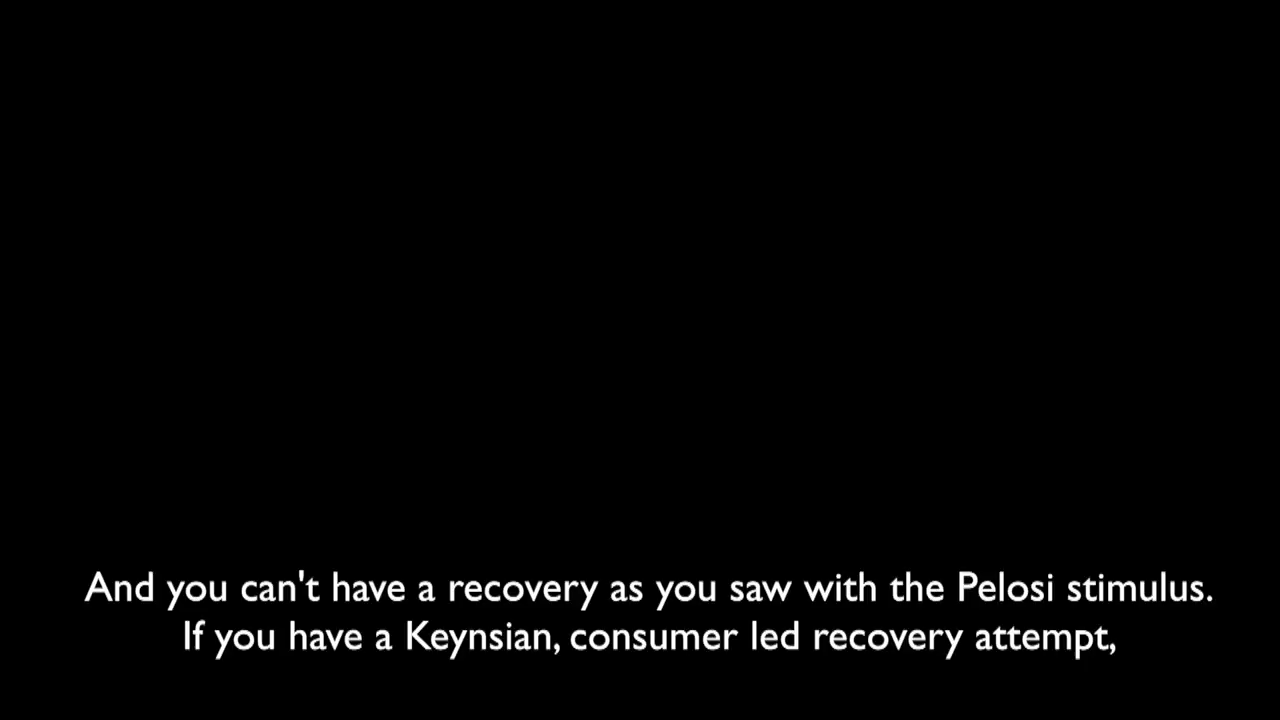 And you can't have a recovery as you saw with the Pelosi stimulus.
If you have a Keynsian, consumer led recovery attempt,